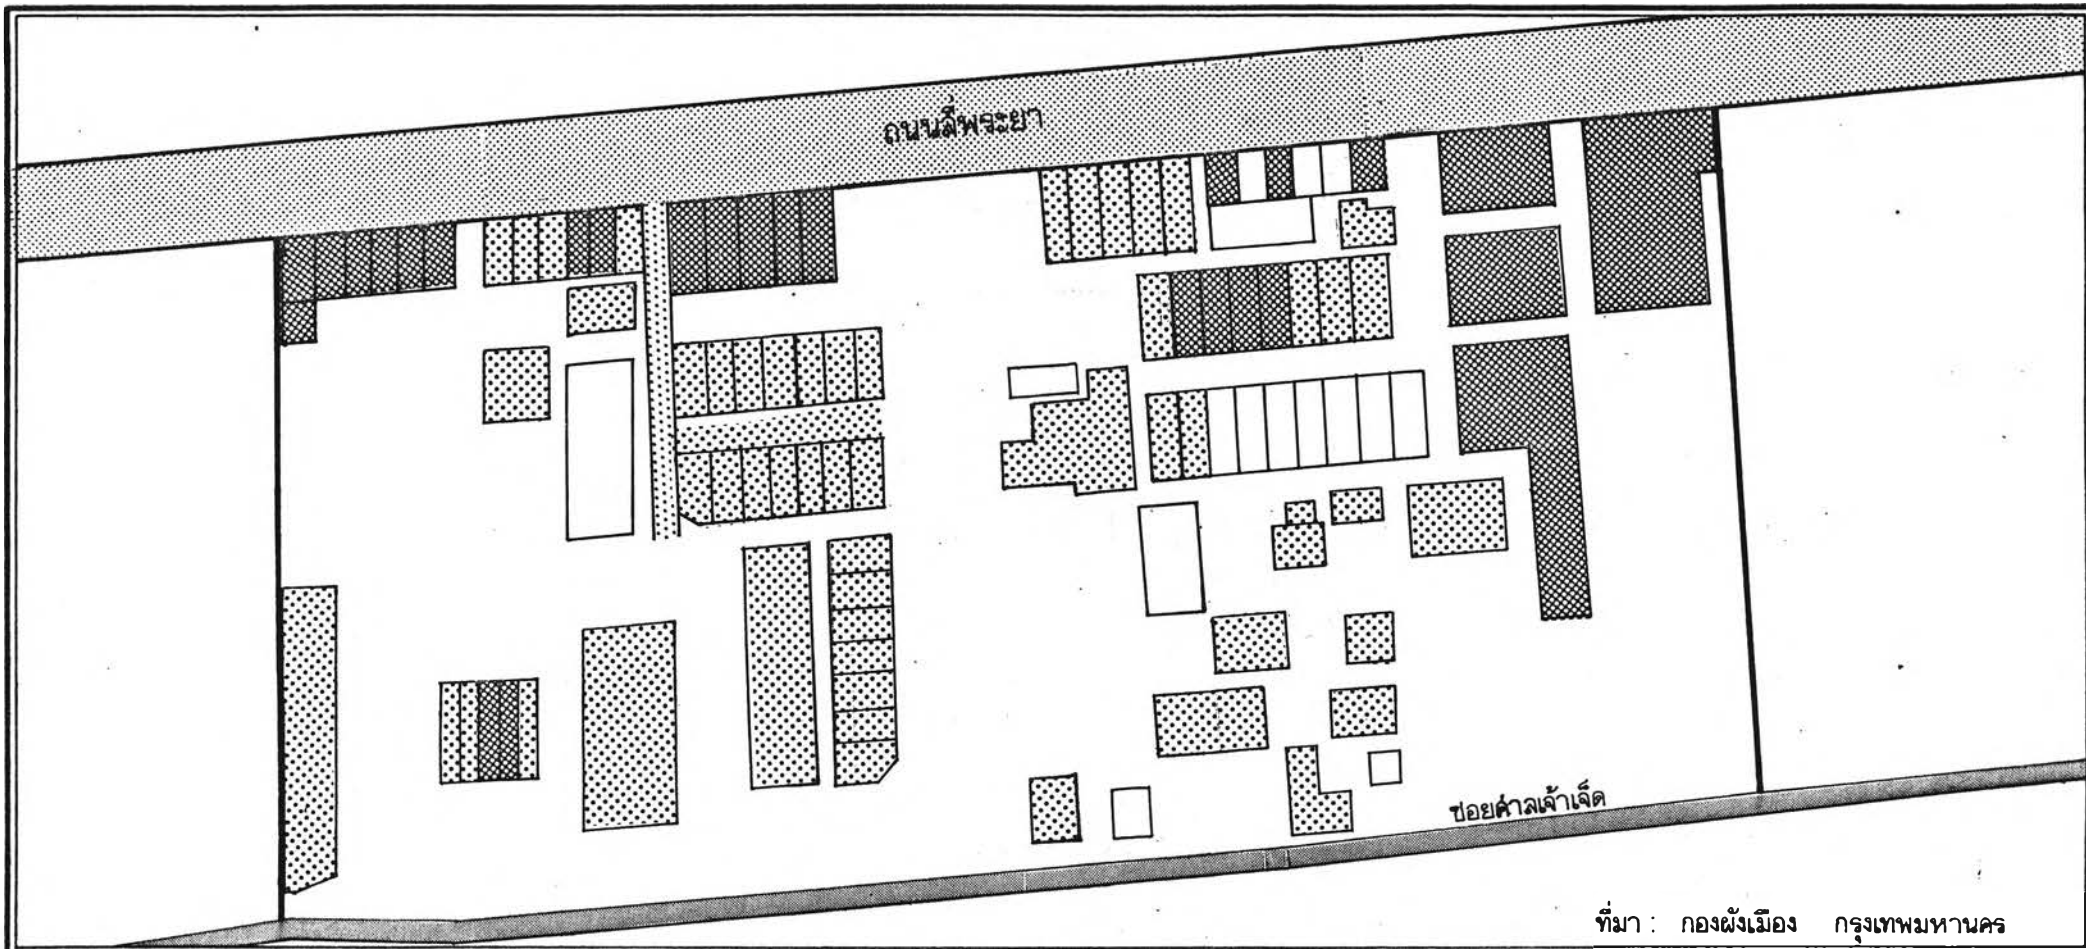 ถนนสี่พระยา
ซอยศาลเจ้าเจ็ด
ที่มา : กองผังเมือง กรุงเทพมหานคร